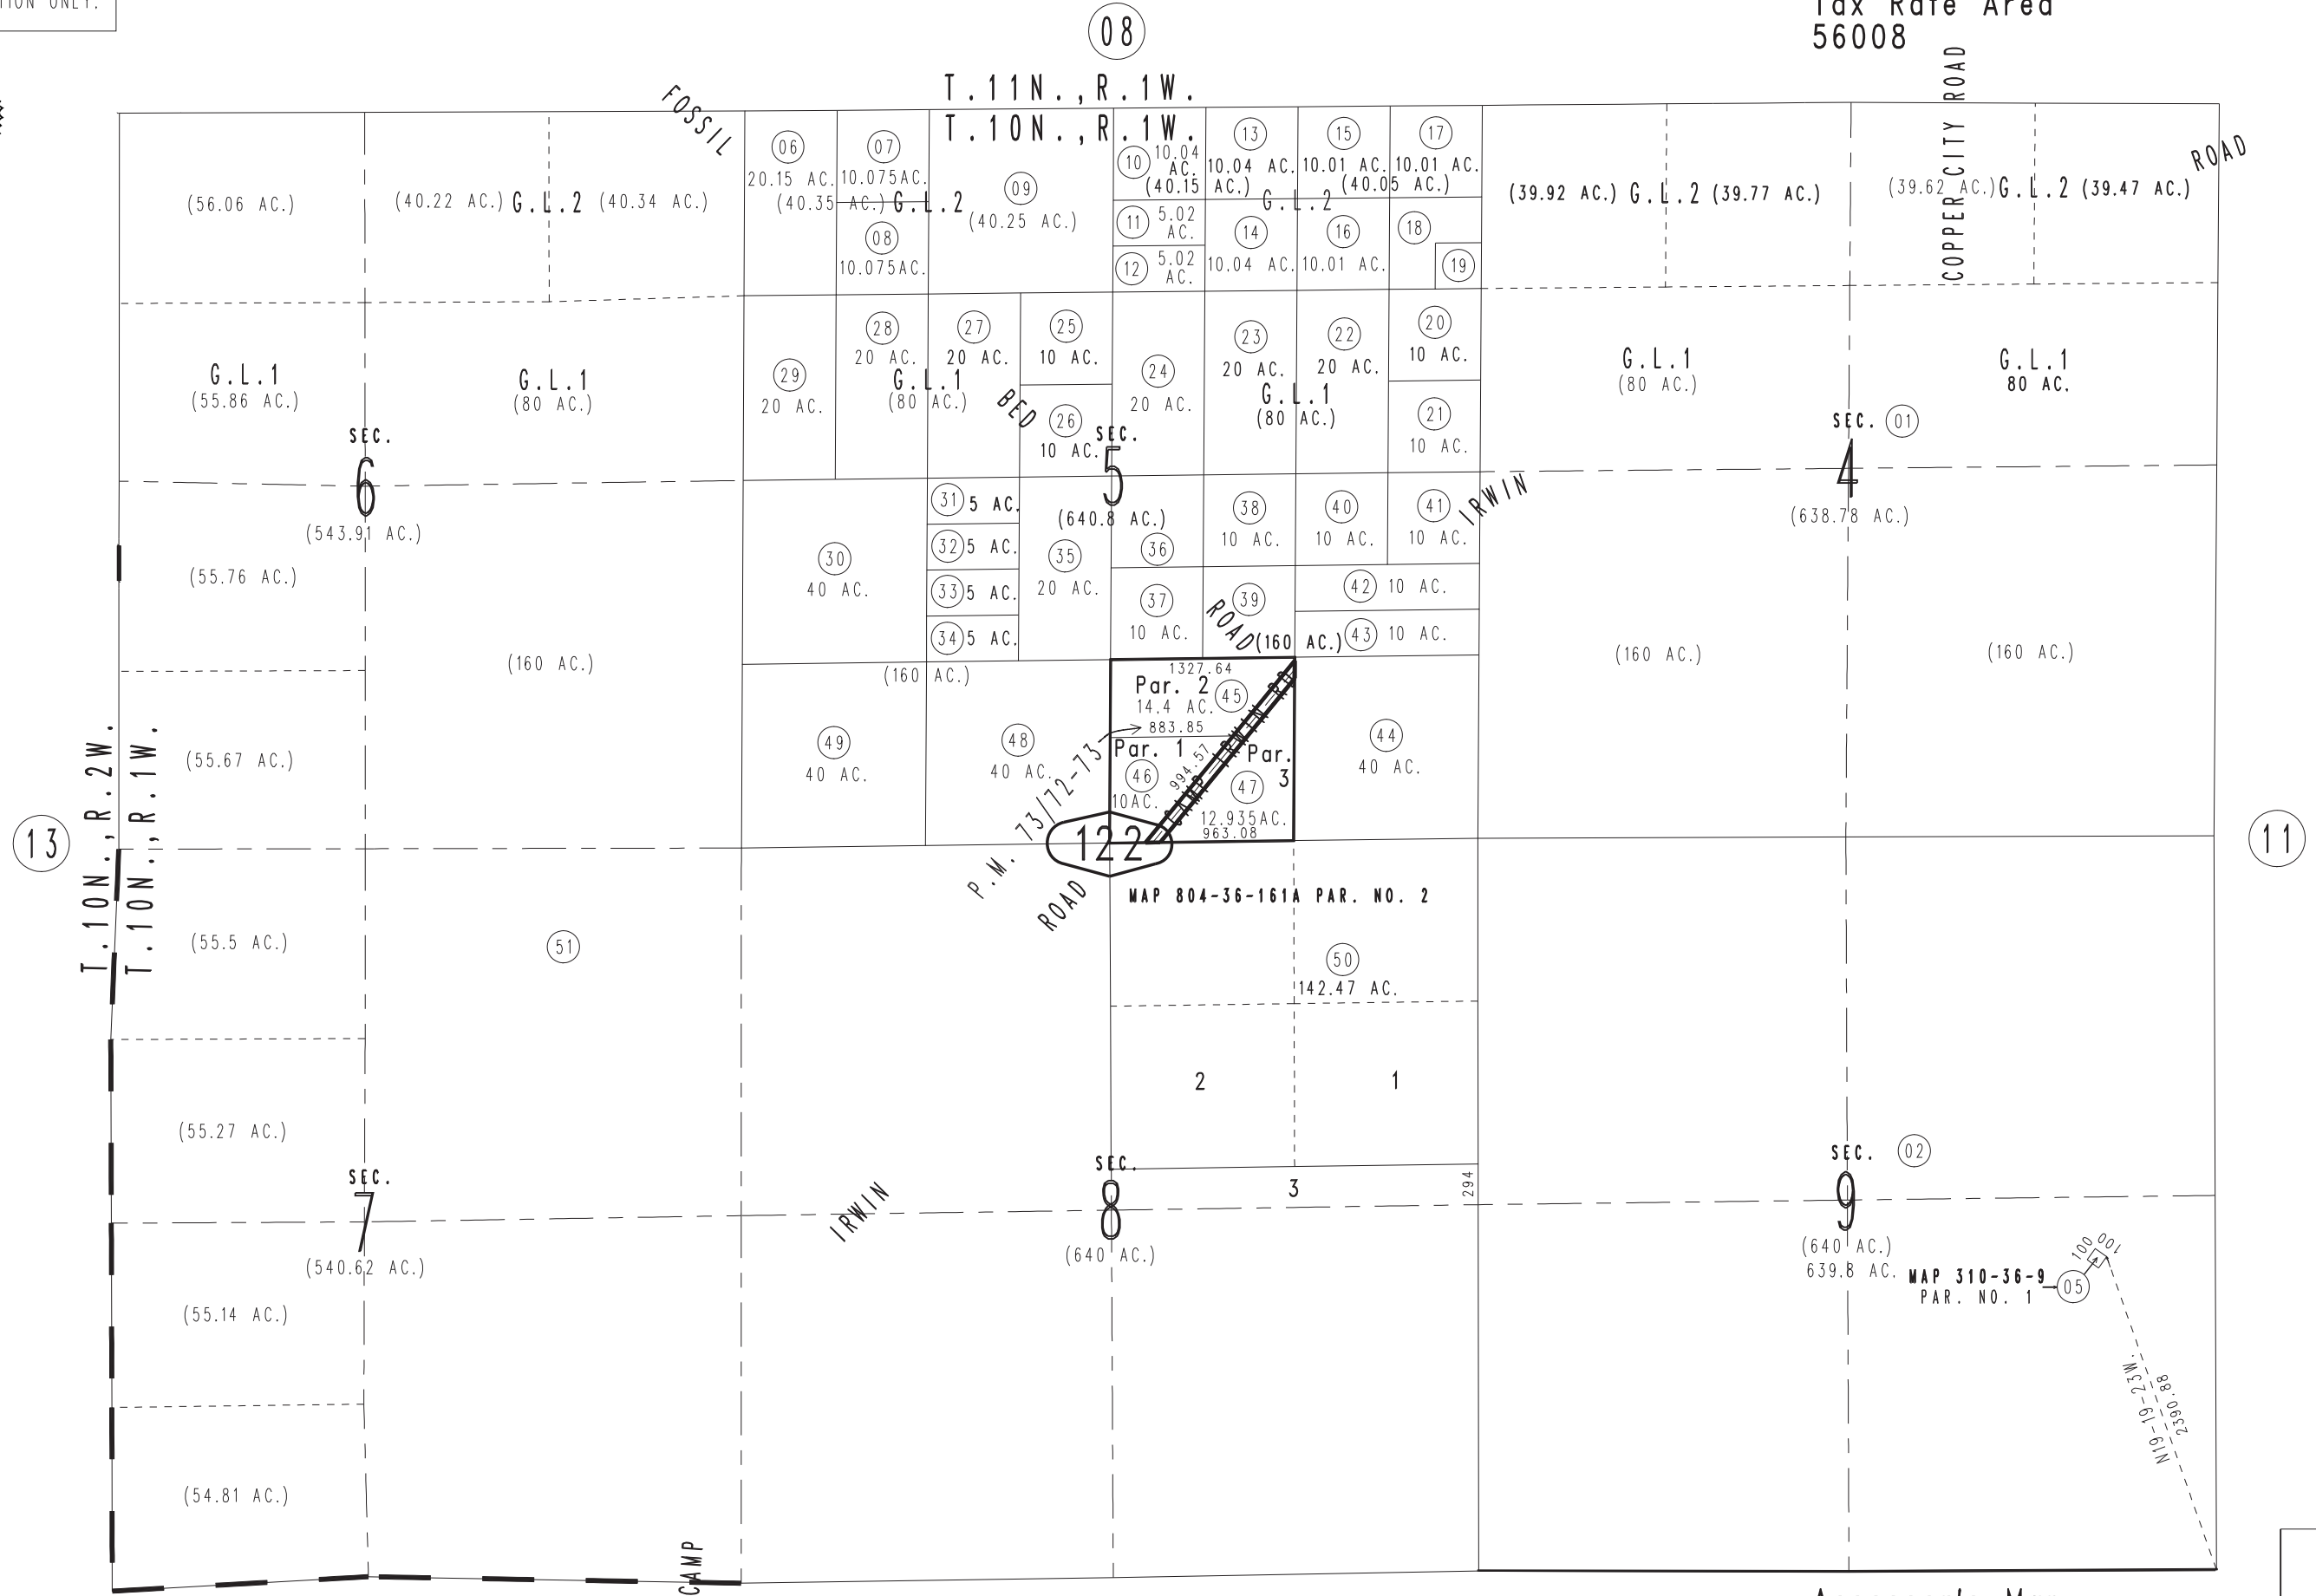 TION ONLY.
08
Tax Rate Area
56008
T.11N.,R.1W.
T.10N.,R.1W.
FOSSIL
COPPER CITY ROAD
ROAD
(56.06 AC.)
(40.22 AC.) G.L.2 (40.34 AC.)
06
20.15 AC.
07
10.075AC.
(40.35 AC.) G.L.2
08
10.075AC.
09
(40.25 AC.)
10 10.04
AC.
(40.15 AC.)
11 5.02
AC.
12 5.02
AC.
13
10.04 AC.
14
10.04 AC.
G.L.2
15
10.01 AC.
(40.05 AC.)
16
10.01 AC.
17
10.01 AC.
18
19
(39.92 AC.) G.L.2 (39.77 AC.)
(39.62 AC.) G.L.2 (39.47 AC.)
G.L.1
(55.86 AC.)
G.L.1
(80 AC.)
29
20 AC.
28
20 AC.
G.L.1
(80 AC.)
27
20 AC.
25
10 AC.
BED
26
10 AC.
24
20 AC.
23
20 AC.
G.L.1
(80 AC.)
22
20 AC.
20
10 AC.
21
10 AC.
G.L.1
(80 AC.)
G.L.1
80 AC.
SEC.
6
(543.91 AC.)
SEC.
5
(640.8 AC.)
SEC. 01
4
(638.78 AC.)
IRWIN
(55.76 AC.)
(160 AC.)
30
40 AC.
31 5 AC.
32 5 AC.
33 5 AC.
34 5 AC.
35
20 AC.
36
37
10 AC.
38
10 AC.
39
ROAD
40
10 AC.
41
10 AC.
42 10 AC.
(160 AC.) 43 10 AC.
(160 AC.)
(160 AC.)
(160 AC.)
(55.67 AC.)
49
40 AC.
48
40 AC.
1327.64
Par. 2 45
14.4 AC.
883.85
Par. 1
46
10AC.
994.57
CAMP IRWIN RD
Par.
3
47
12.935AC.
963.08
44
40 AC.
P.M. 73/72-73
T.10N.,R.2W.
T.10N.,R.1W.
13
122
11
ROAD
MAP 804-36-161A PAR. NO. 2
(55.5 AC.)
51
50
142.47 AC.
2
1
(55.27 AC.)
SEC.
7
(540.62 AC.)
IRWIN
SEC.
8
(640 AC.)
3
294
SEC. 02
9
(640 AC.)
639.8 AC.
MAP 310-36-9
PAR. NO. 1
05
100
100
N19-19-23W.
2390.88
(55.14 AC.)
(54.81 AC.)
CAMP